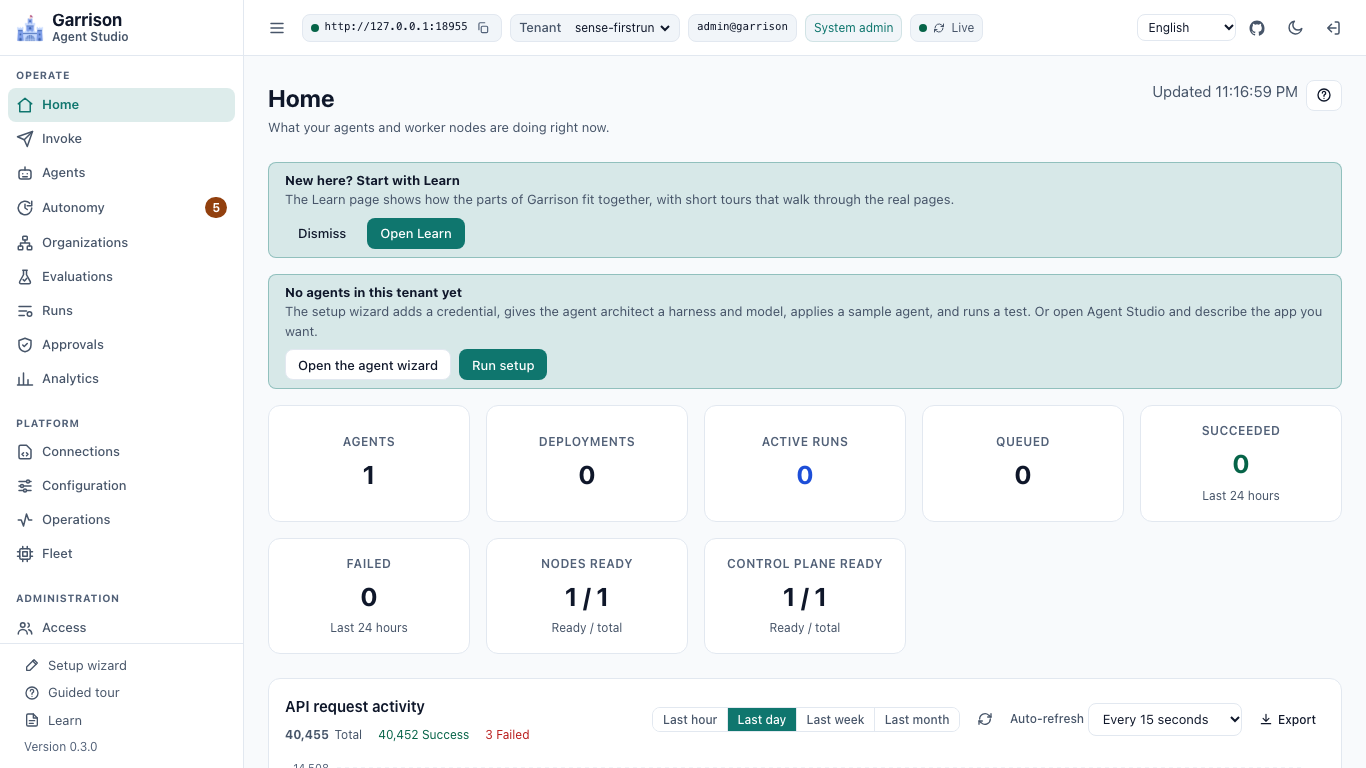 Garrison
Agent Studio
OPERATE
Home
Invoke
Agents
Autonomy
5
Organizations
Evaluations
Runs
Approvals
Analytics
PLATFORM
Connections
Configuration
Operations
Fleet
ADMINISTRATION
Access
Setup wizard
Guided tour
Learn
Version 0.3.0
http://127.0.0.1:18955
Tenant sense-firstrun
admin@garrison
System admin
Live
English
Home
Updated 11:16:59 PM
What your agents and worker nodes are doing right now.
New here? Start with Learn
The Learn page shows how the parts of Garrison fit together, with short tours that walk through the real pages.
Dismiss
Open Learn
No agents in this tenant yet
The setup wizard adds a credential, gives the agent architect a harness and model, applies a sample agent, and runs a test. Or open Agent Studio and describe the app you
want.
Open the agent wizard
Run setup
AGENTS
1
DEPLOYMENTS
0
ACTIVE RUNS
0
QUEUED
0
SUCCEEDED
0
Last 24 hours
FAILED
0
Last 24 hours
NODES READY
1 / 1
Ready / total
CONTROL PLANE READY
1 / 1
Ready / total
API request activity
40,455 Total 40,452 Success 3 Failed
Last hour
Last day
Last week
Last month
Auto-refresh
Every 15 seconds
Export
14,508